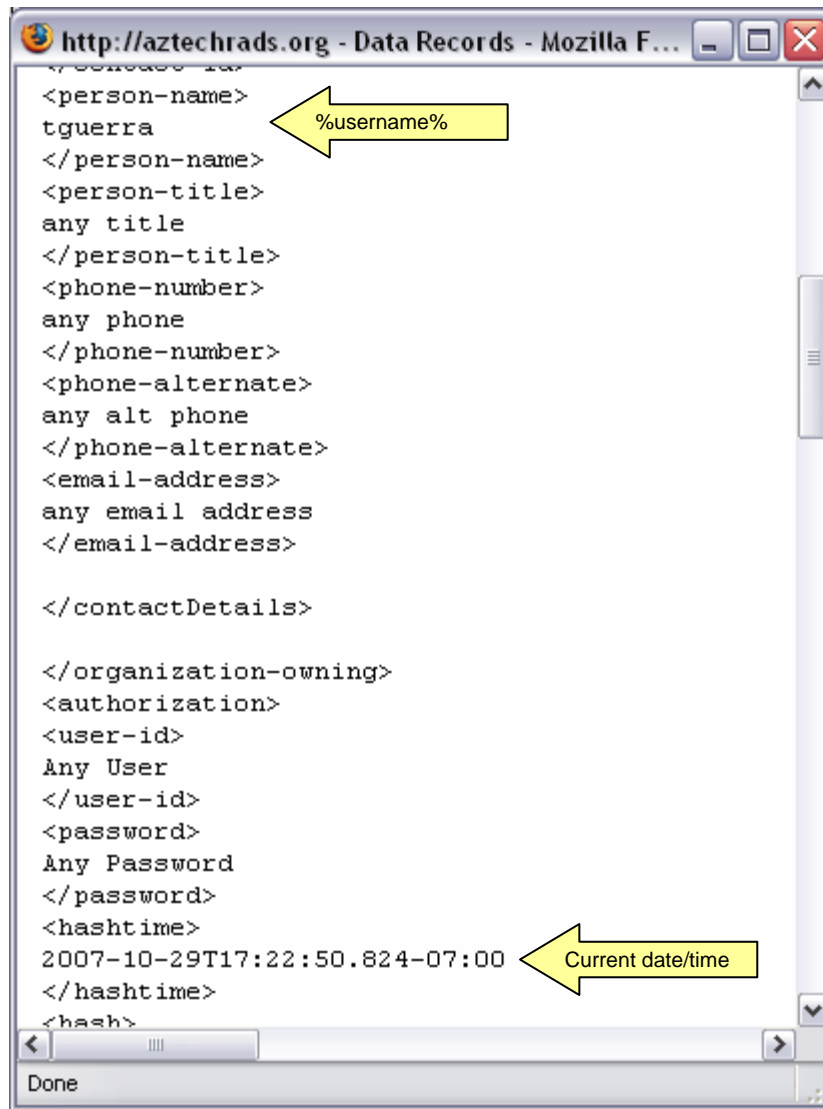 http://aztechrads.org - Data Records - Mozilla F...
</contact-id>
<person-name>
tguerra
%username%
</person-name>
<person-title>
any title
</person-title>
<phone-number>
any phone
</phone-number>
<phone-alternate>
any alt phone
</phone-alternate>
<email-address>
any email address
</email-address>
</contactDetails>
</organization-owning>
<authorization>
<user-id>
Any User
</user-id>
<password>
Any Password
</password>
<hashtime>
2007-10-29T17:22:50.824-07:00
Current date/time
</hashtime>
<hash>
Done